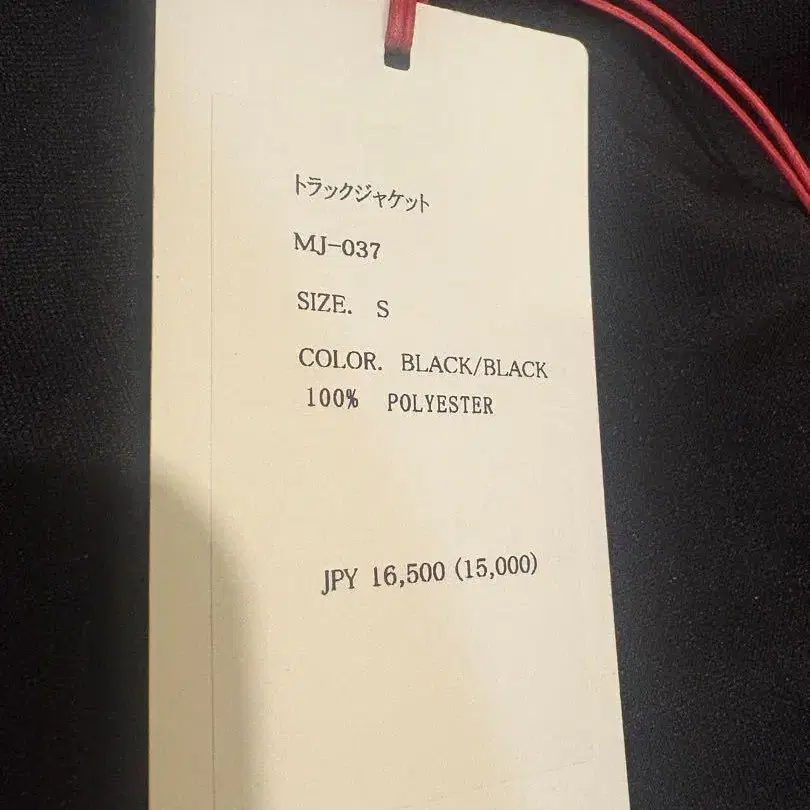 トラックジャケット
MJ-037
SIZE. S
COLOR. BLACK/BLACK
100% POLYESTER
JPY 16,500 (15,000)